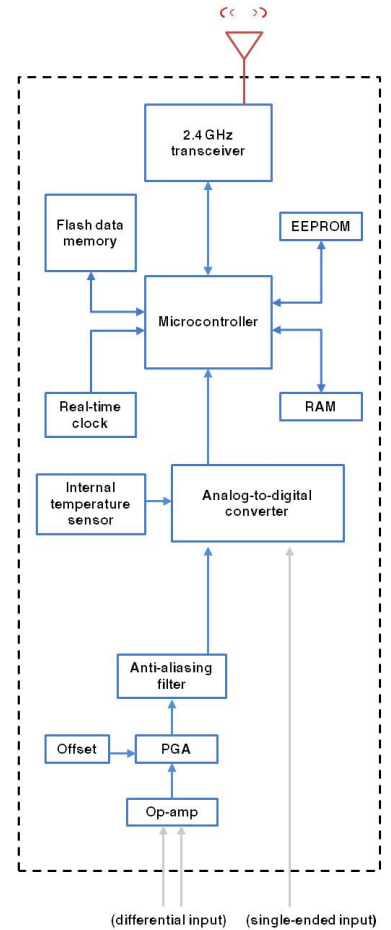 2.4 GHz
transceiver
Flash data
memory
EEPROM
Microcontroller
Real-time
clock
RAM
Internal
temperature
sensor
Analog-to-digital
converter
Anti-aliasing
filter
Offset
PGA
Op-amp
(differential input)
(single-ended input)